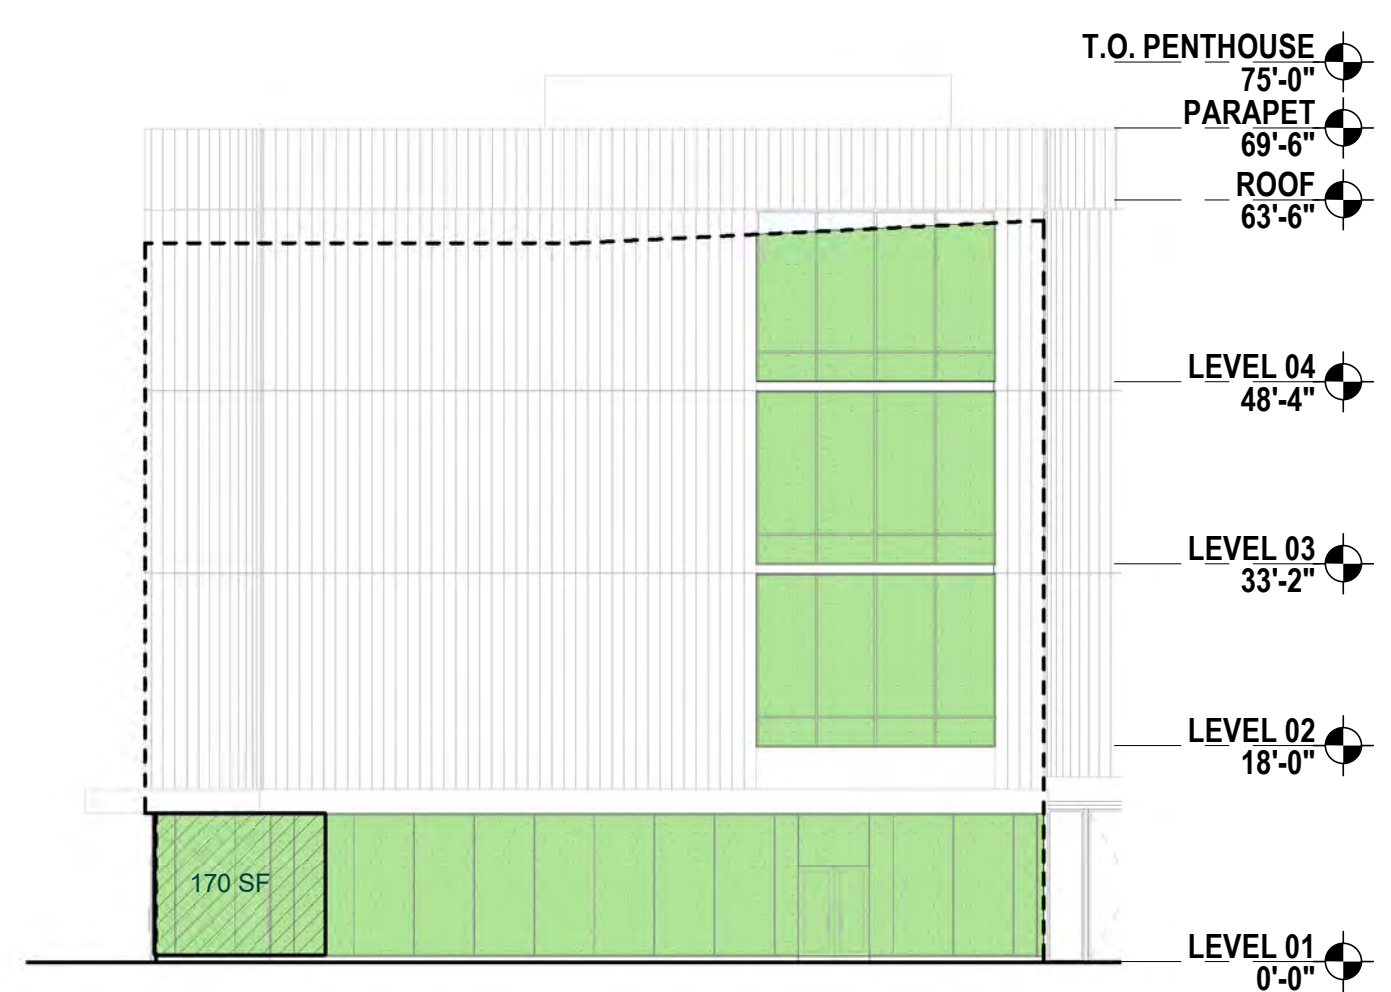 T.O. PENTHOUSE
75'-0"
PARAPET
69'-6"
ROOF
63'-6"
LEVEL 04
48'-4"
LEVEL 03
33'-2"
LEVEL 02
18'-0"
170 SF
LEVEL 01
0'-0"